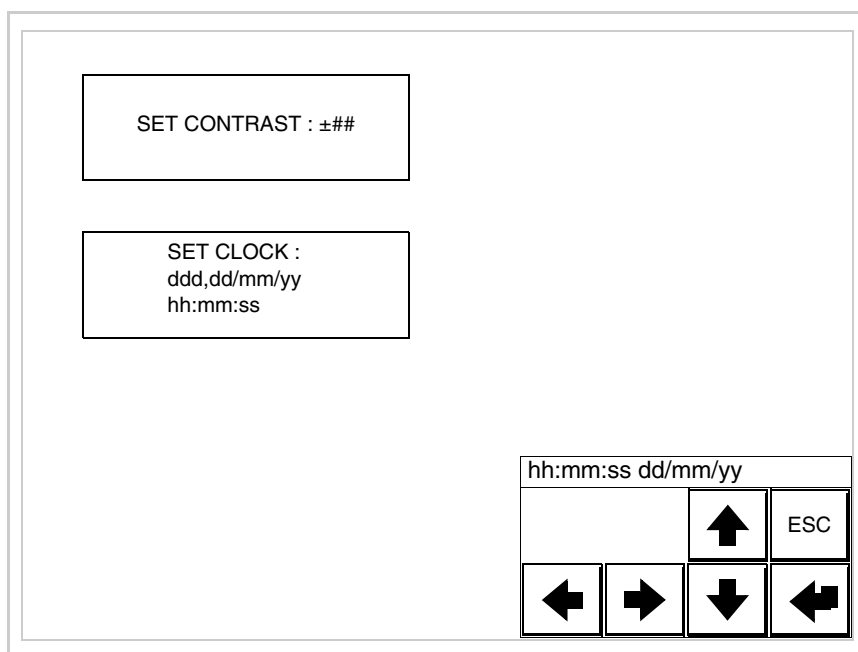 SET CONTRAST : ±##
SET CLOCK :
ddd,dd/mm/yy
hh:mm:ss
hh:mm:ss dd/mm/yy
ESC